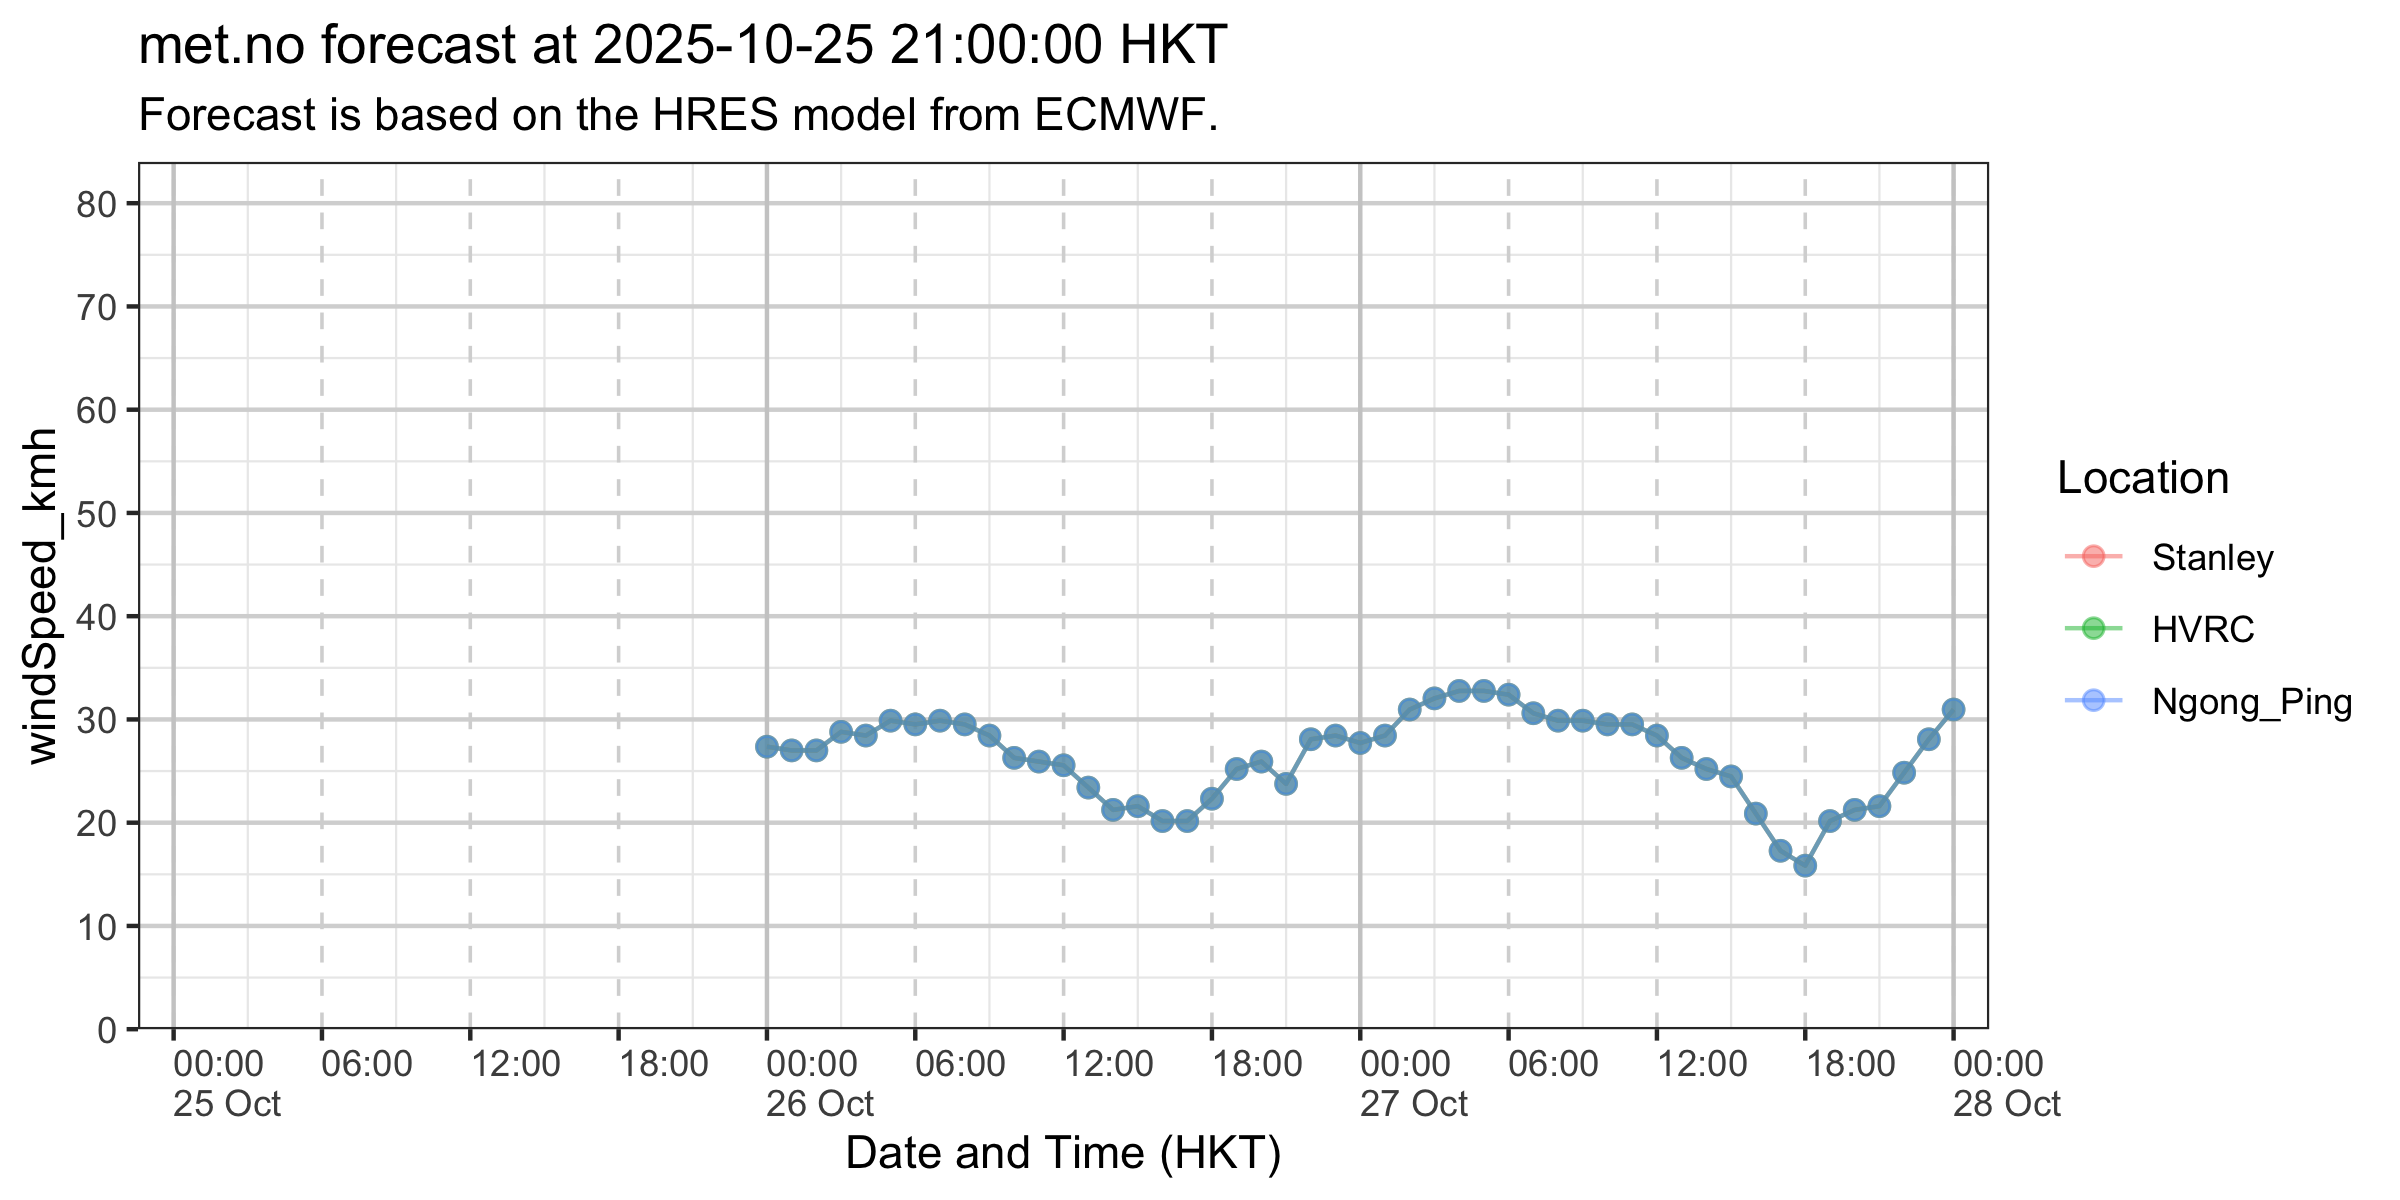 met.no forecast at 2025-10-25 21:00:00 HKT
Forecast is based on the HRES model from ECMWF.
windSpeed_kmh
80
70
60
50
40
30
20
10
0
00:00 06:00 12:00 18:00 00:00 06:00 12:00 18:00 00:00 06:00 12:00 18:00 00:00
25 Oct 26 Oct 27 Oct 28 Oct
Date and Time (HKT)
Location
Stanley
HVRC
Ngong_Ping